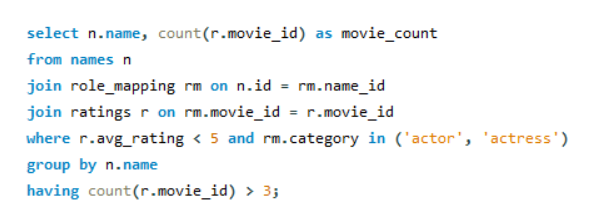 select n.name, count(r.movie_id) as movie_count
from names n
join role_mapping rm on n.id = rm.name_id
join ratings r on rm.movie_id = r.movie_id
where r.avg_rating < 5 and rm.category in ('actor', 'actress')
group by n.name
having count(r.movie_id) > 3;